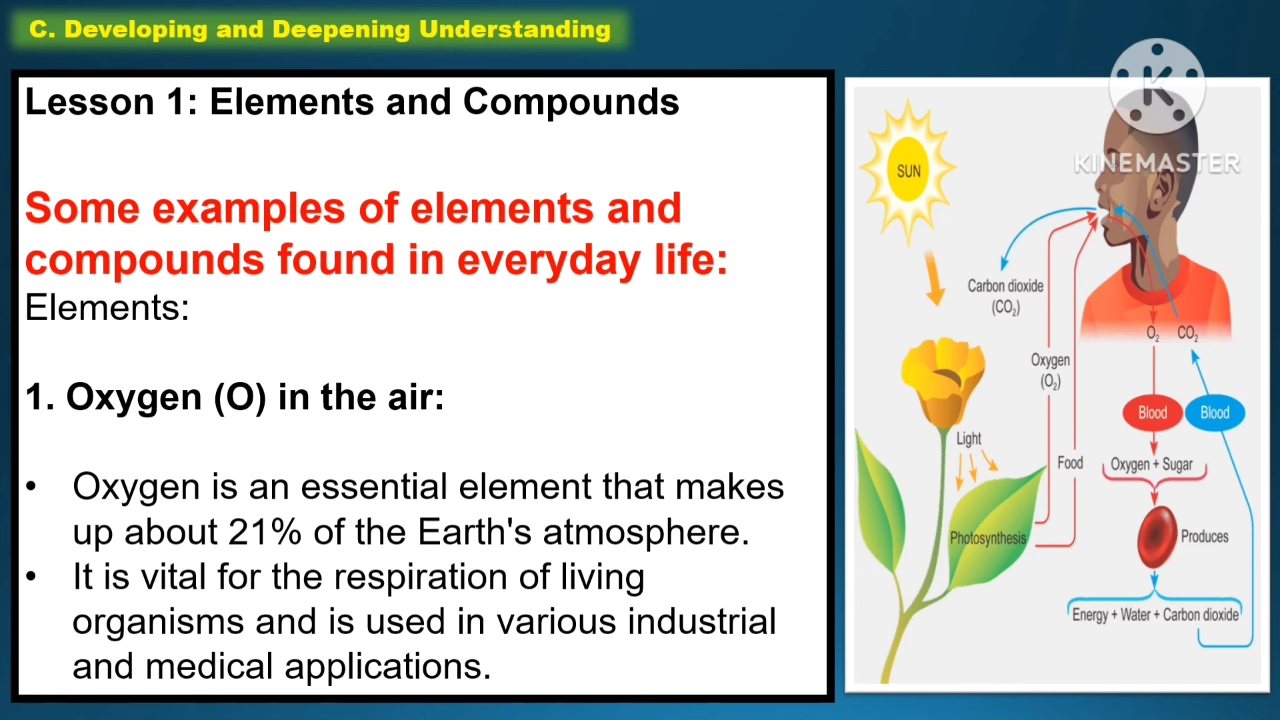 C. Developing and Deepening Understanding
Lesson 1: Elements and Compounds
Some examples of elements and
compounds found in everyday life:
Elements:
1. Oxygen (O) in the air:
• Oxygen is an essential element that makes
up about 21% of the Earth's atmosphere.
• It is vital for the respiration of living
organisms and is used in various industrial
and medical applications.
K
KINEMASTER
SUN
Carbon dioxide
(CO₂)
O₂ CO₂
Oxygen
(O₂)
Blood Blood
Light
Food
Oxygen + Sugar
Photosynthesis
Produces
Energy + Water + Carbon dioxide